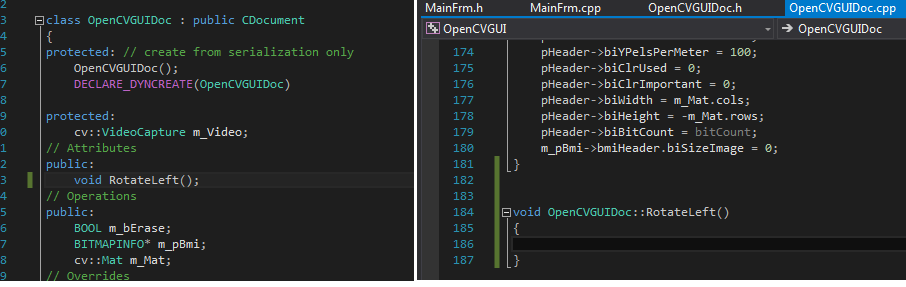 2
3 class OpenCVGUIDoc : public CDocument
4 {
5 protected: // create from serialization only
6 OpenCVGUIDoc();
7 DECLARE_DYNCREATE(OpenCVGUIDoc)
8
9 protected:
0 cv::VideoCapture m_Video;
1 // Attributes
2 public:
3 void RotateLeft();
4 // Operations
5 public:
6 BOOL m_bErase;
7 BITMAPINFO* m_pBmi;
8 cv::Mat m_Mat;
9 // Overrides
MainFrm.h MainFrm.cpp OpenCVGUIDoc.h OpenCVGUIDoc.cpp
OpenCVGUI OpenCVGUIDoc
174 pHeader->biYPelsPerMeter = 100;
175 pHeader->biClrUsed = 0;
176 pHeader->biClrImportant = 0;
177 pHeader->biWidth = m_Mat.cols;
178 pHeader->biHeight = -m_Mat.rows;
179 pHeader->biBitCount = bitCount;
180 m_pBmi->bmiHeader.biSizeImage = 0;
181 }
182
183
184 void OpenCVGUIDoc::RotateLeft()
185 {
186
187 }